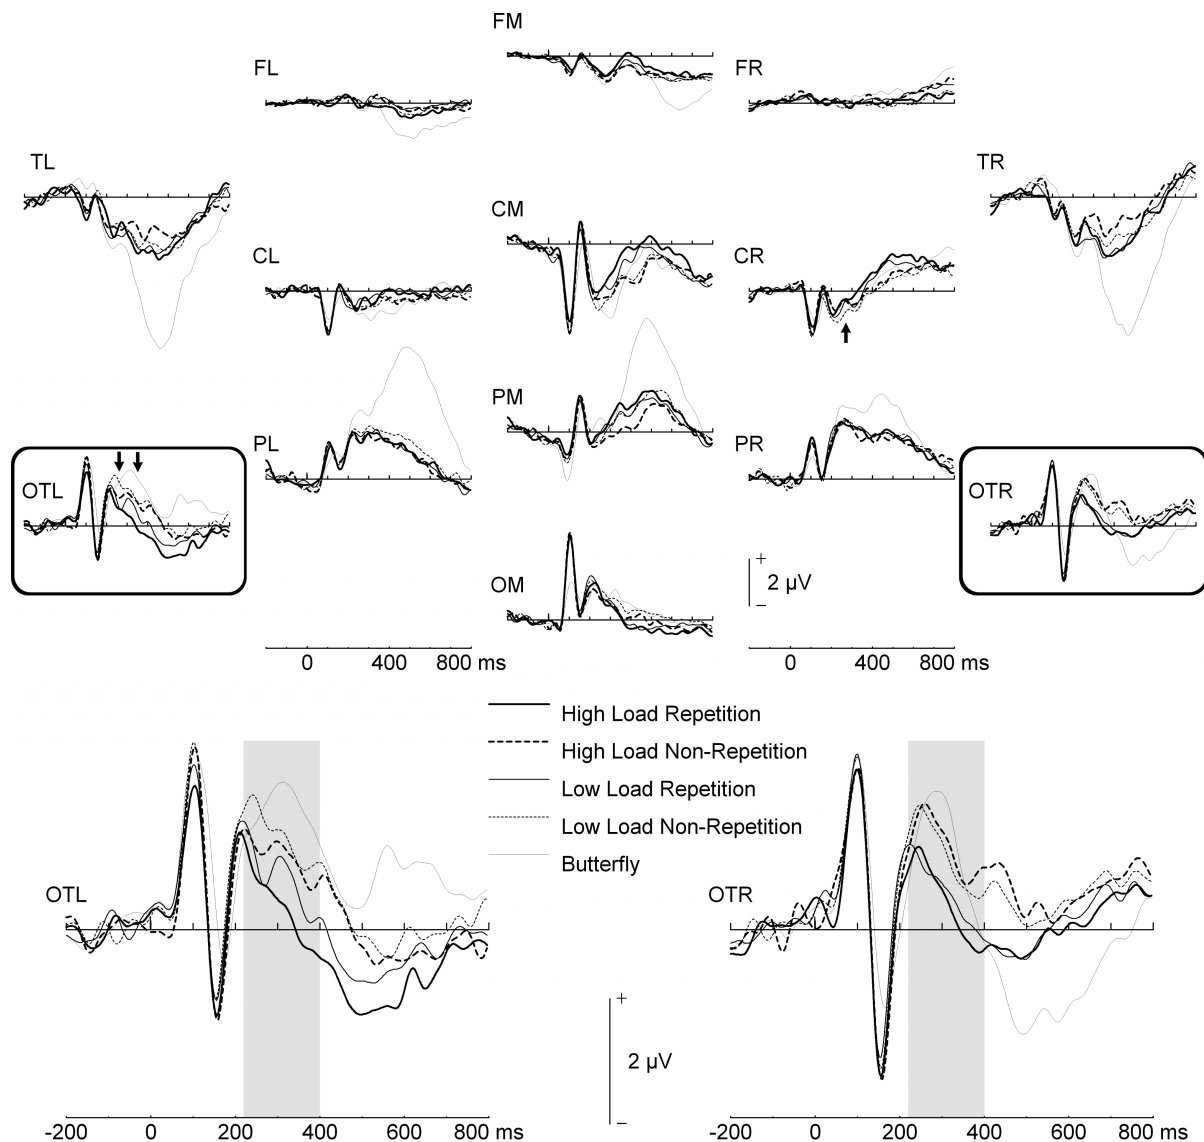 FM
FL
FR
TL
TR
CM
CL
CR
PM
PL
PR
OTL
OTR
OM
+
2 µV
−
0 400 800 ms
0 400 800 ms
High Load Repetition
High Load Non-Repetition
Low Load Repetition
Low Load Non-Repetition
Butterfly
OTL
OTR
+
2 µV
−
-200 0 200 400 600 800 ms
-200 0 200 400 600 800 ms